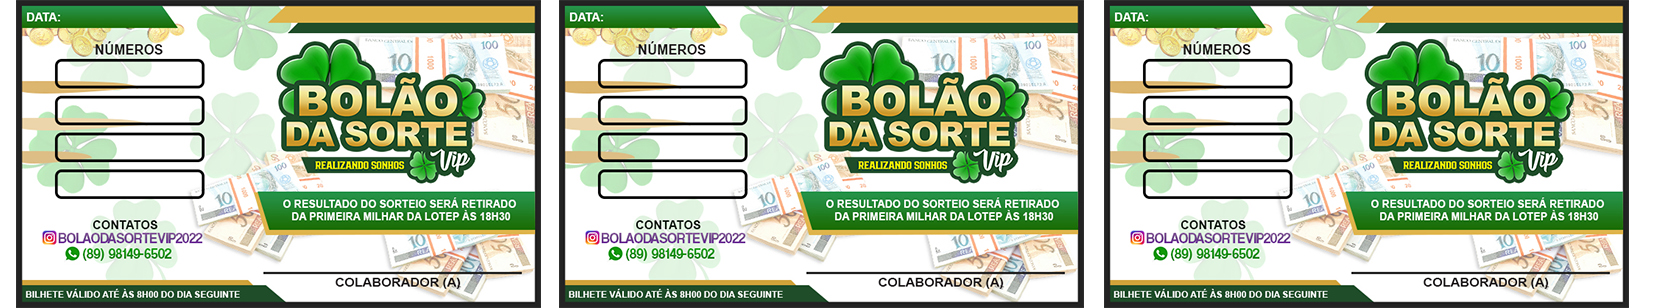 DATA:
NÚMEROS
BOLÃO
DA SORTE
REALIZANDO SONHOS Vip
O RESULTADO DO SORTEIO SERÁ RETIRADO
DA PRIMEIRA MILHAR DA LOTEP ÀS 18H30
CONTATOS
BOLAODASORTEVIP2022
(89) 98149-6502
COLABORADOR (A)
BILHETE VÁLIDO ATÉ ÀS 8H00 DO DIA SEGUINTE
DATA:
NÚMEROS
BOLÃO
DA SORTE
REALIZANDO SONHOS Vip
O RESULTADO DO SORTEIO SERÁ RETIRADO
DA PRIMEIRA MILHAR DA LOTEP ÀS 18H30
CONTATOS
BOLAODASORTEVIP2022
(89) 98149-6502
COLABORADOR (A)
BILHETE VÁLIDO ATÉ ÀS 8H00 DO DIA SEGUINTE
DATA:
NÚMEROS
BOLÃO
DA SORTE
REALIZANDO SONHOS Vip
O RESULTADO DO SORTEIO SERÁ RETIRADO
DA PRIMEIRA MILHAR DA LOTEP ÀS 18H30
CONTATOS
BOLAODASORTEVIP2022
(89) 98149-6502
COLABORADOR (A)
BILHETE VÁLIDO ATÉ ÀS 8H00 DO DIA SEGUINTE